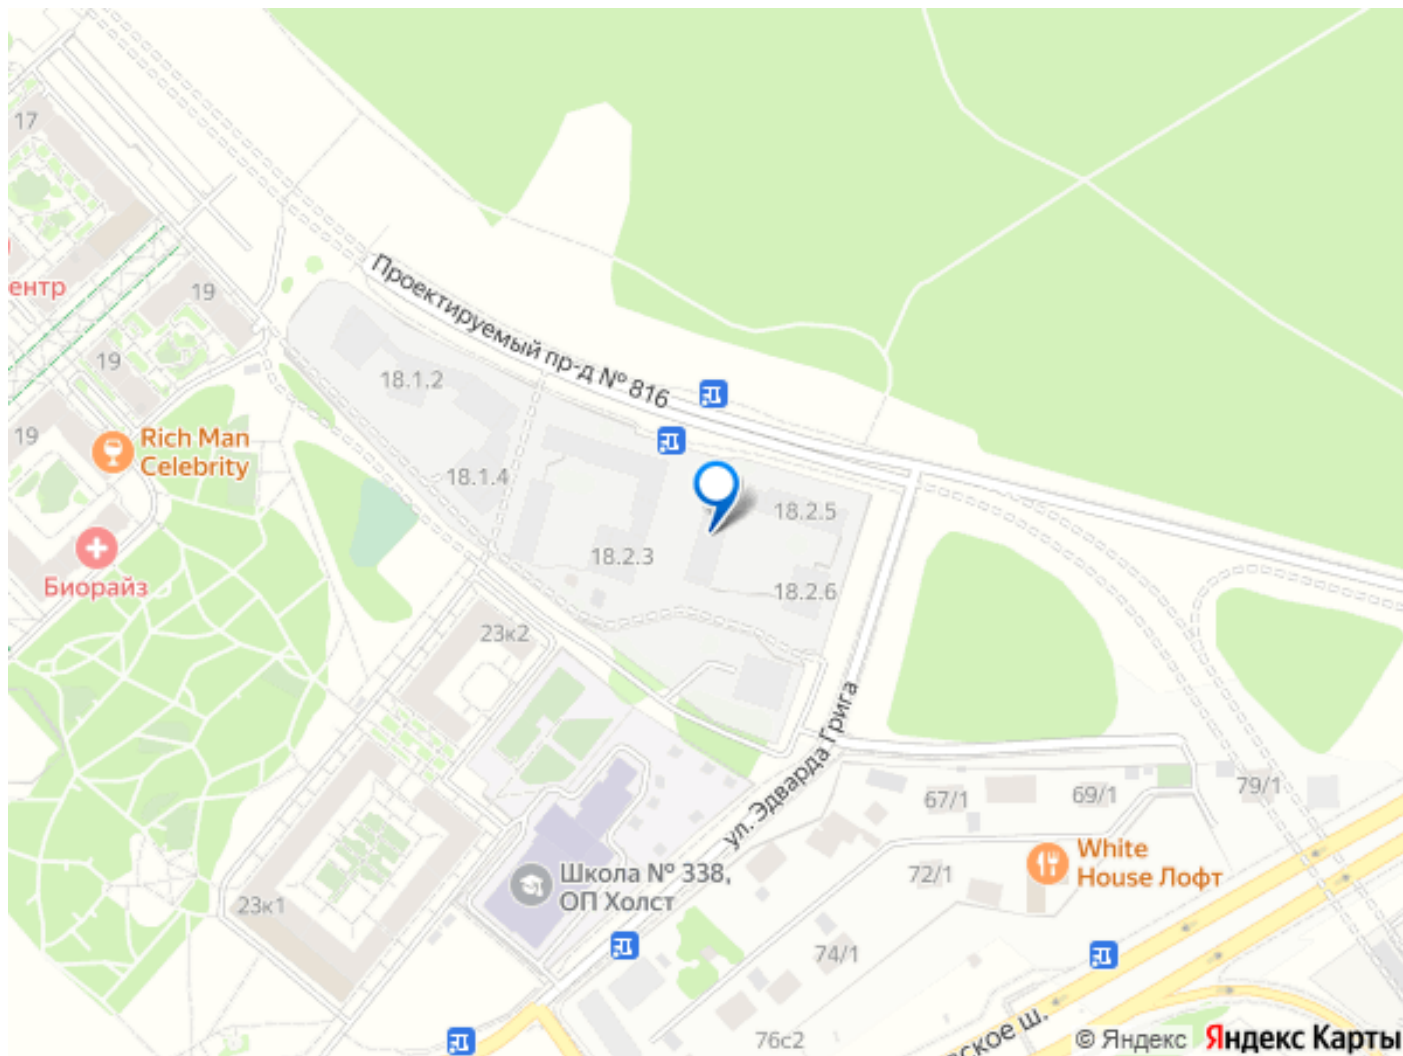 17
ентр
19
19
19
Rich Man
Celebrity
Биорайз
Проектируемый пр-д № 816
18.1.2
18.1.4
18.2.3
18.2.5
18.2.6
23к2
23к1
Школа № 338,
ОП Холст
ул. Эдварда Грига
67/1
69/1
79/1
72/1
74/1
76с2
White
House Лофт
ское ш.
© Яндекс Яндекс Карты